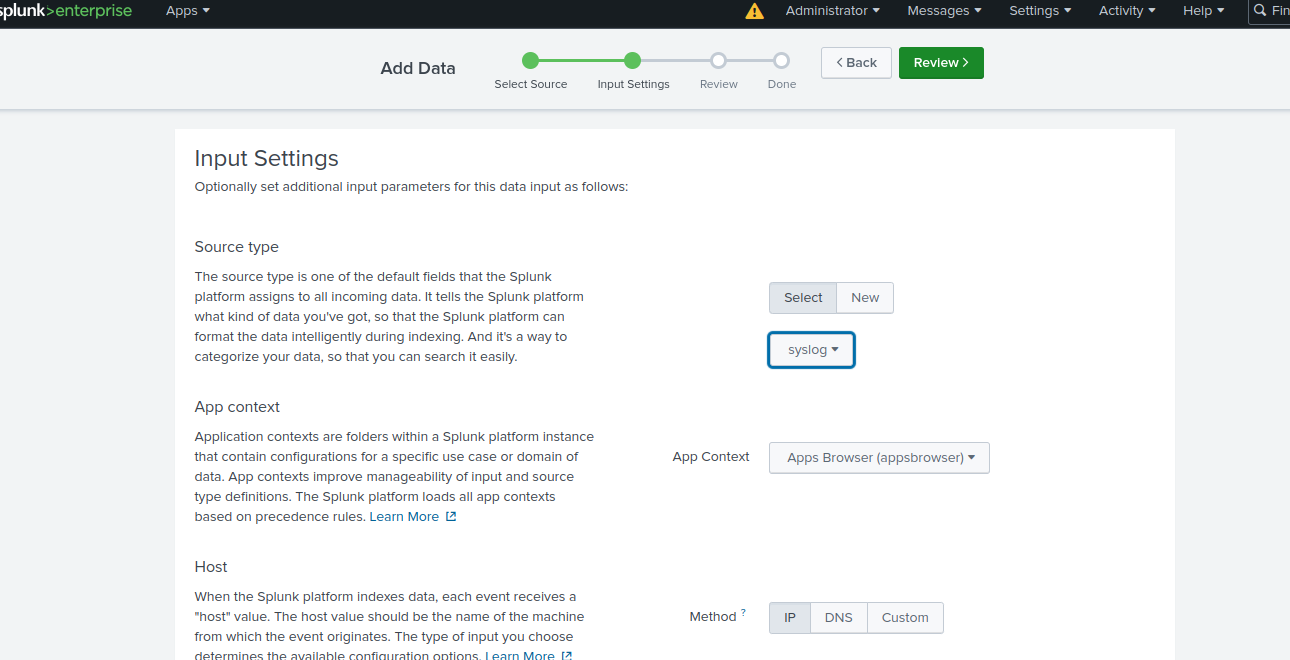 splunk>enterprise Apps Administrator Messages Settings Activity Help Fin
Add Data
Select Source Input Settings Review Done
Back Review
Input Settings
Optionally set additional input parameters for this data input as follows:
Source type
The source type is one of the default fields that the Splunk
platform assigns to all incoming data. It tells the Splunk platform
what kind of data you've got, so that the Splunk platform can
format the data intelligently during indexing. And it's a way to
categorize your data, so that you can search it easily.
Select New
syslog
App context
Application contexts are folders within a Splunk platform instance
that contain configurations for a specific use case or domain of
data. App contexts improve manageability of input and source
type definitions. The Splunk platform loads all app contexts
based on precedence rules. Learn More
App Context Apps Browser (appsbrowser)
Host
When the Splunk platform indexes data, each event receives a
"host" value. The host value should be the name of the machine
from which the event originates. The type of input you choose
determines the available configuration options. Learn More
Method ? IP DNS Custom